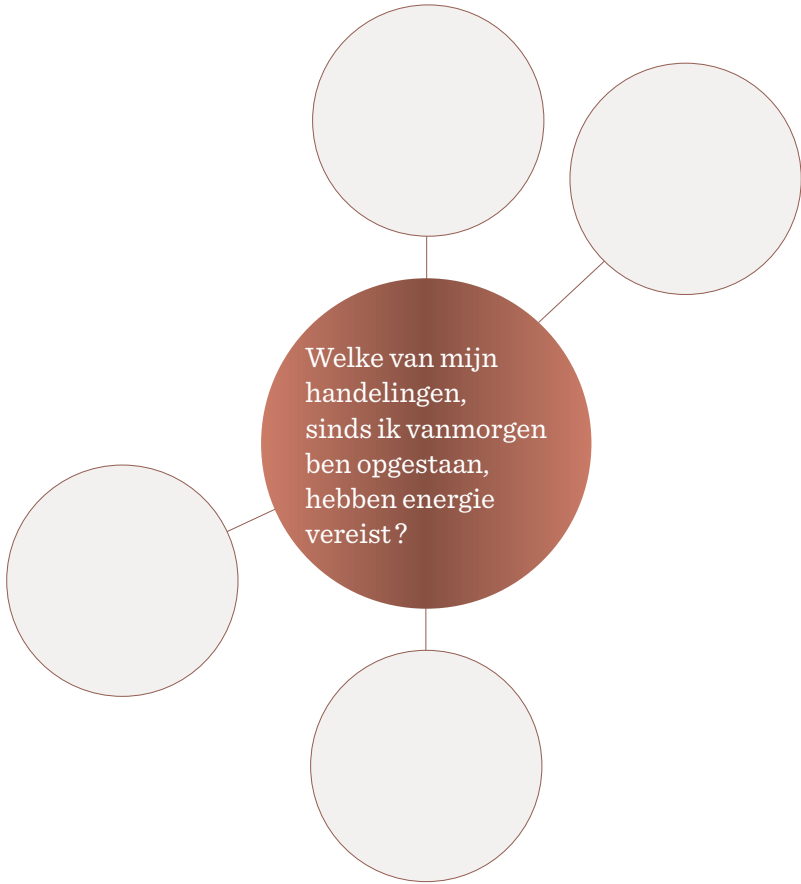 Welke van mijn
handelingen,
sinds ik vanmorgen
ben opgestaan,
hebben energie
vereist ?